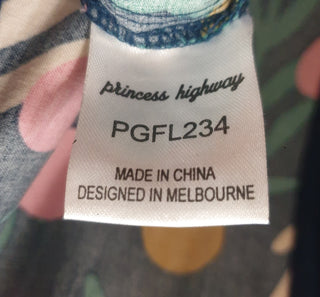 princess highway
PGFL234
MADE IN CHINA
DESIGNED IN MELBOURNE